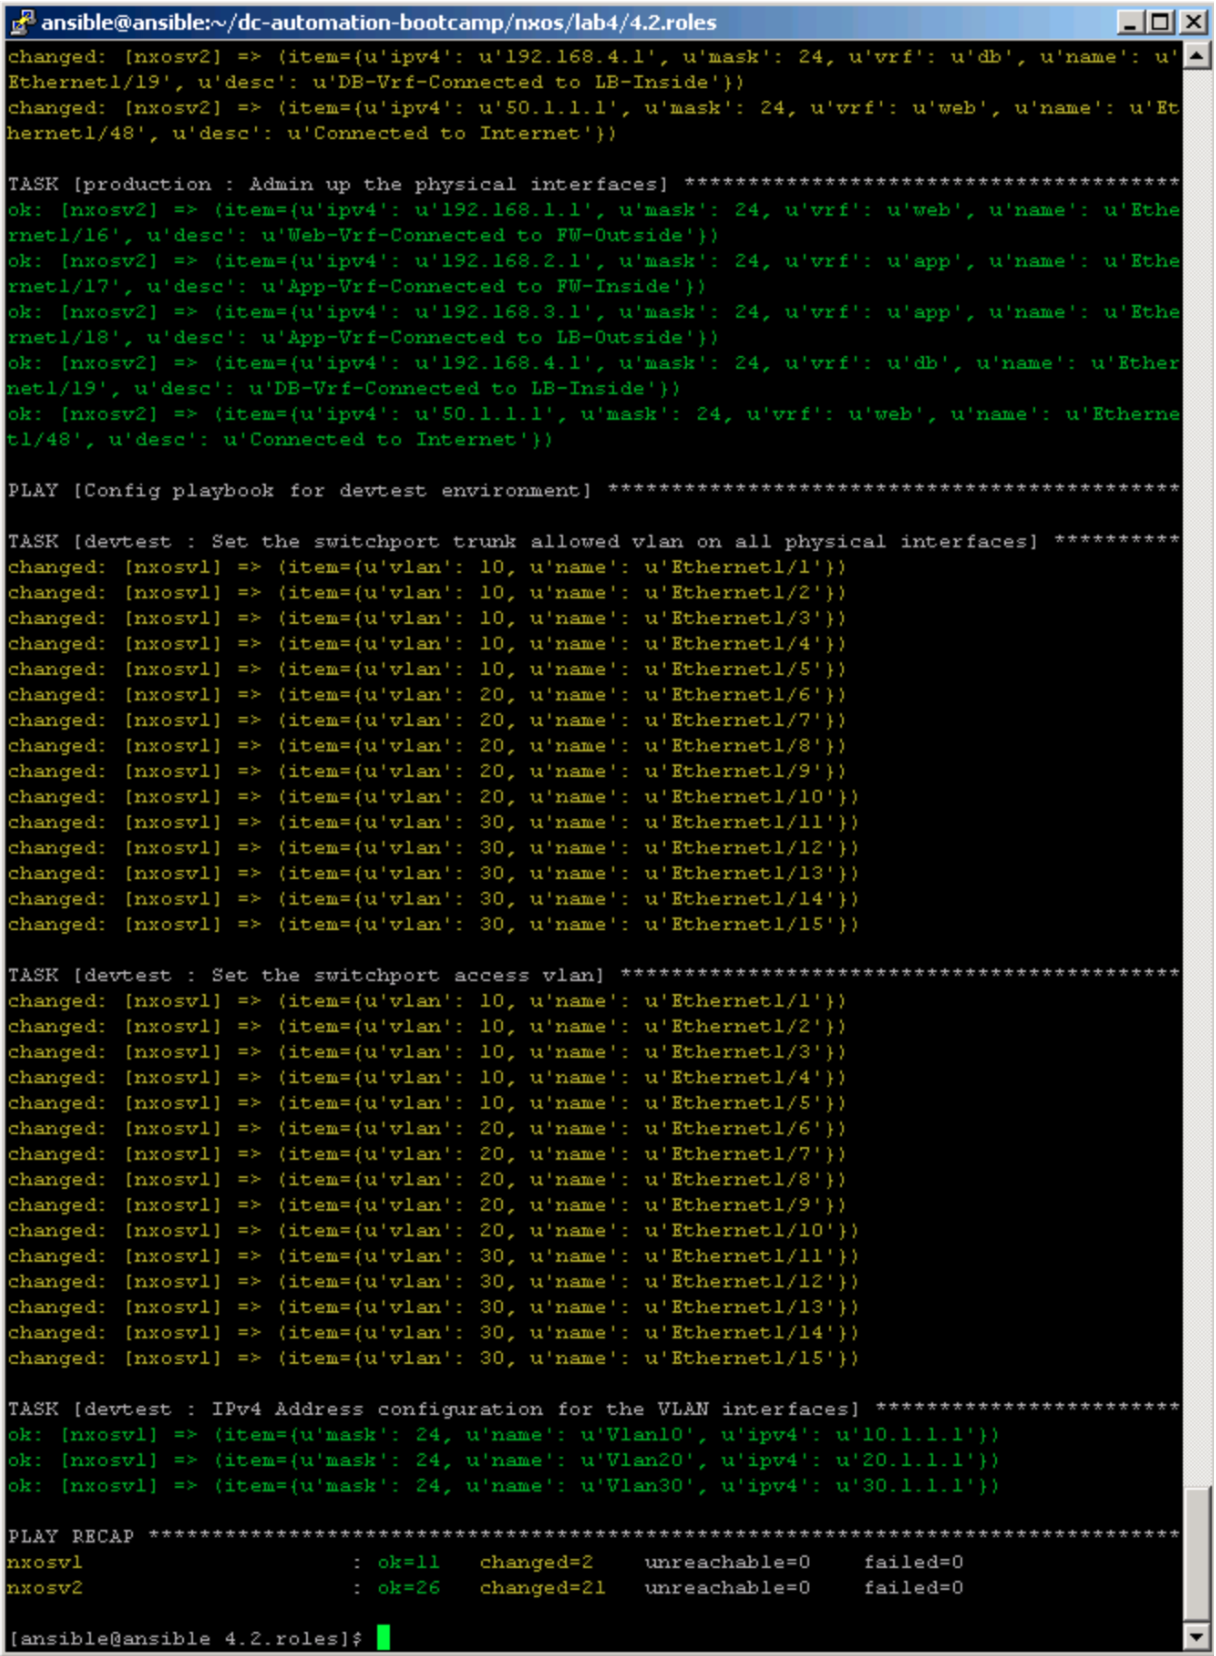 ansible@ansible:~/dc-automation-bootcamp/nxos/lab4/4.2.roles
changed: [nxosv2] => (item={u'ipv4': u'192.168.4.1', u'mask': 24, u'vrf': u'db', u'name': u'
Ethernet1/19', u'desc': u'DB-Vrf-Connected to LB-Inside'})
changed: [nxosv2] => (item={u'ipv4': u'50.1.1.1', u'mask': 24, u'vrf': u'web', u'name': u'Et
hernet1/48', u'desc': u'Connected to Internet'})
TASK [production : Admin up the physical interfaces] ***************************************
ok: [nxosv2] => (item={u'ipv4': u'192.168.1.1', u'mask': 24, u'vrf': u'web', u'name': u'Ethe
rnet1/16', u'desc': u'Web-Vrf-Connected to FW-Outside'})
ok: [nxosv2] => (item={u'ipv4': u'192.168.2.1', u'mask': 24, u'vrf': u'app', u'name': u'Ethe
rnet1/17', u'desc': u'App-Vrf-Connected to FW-Inside'})
ok: [nxosv2] => (item={u'ipv4': u'192.168.3.1', u'mask': 24, u'vrf': u'app', u'name': u'Ethe
rnet1/18', u'desc': u'App-Vrf-Connected to LB-Outside'})
ok: [nxosv2] => (item={u'ipv4': u'192.168.4.1', u'mask': 24, u'vrf': u'db', u'name': u'Ether
net1/19', u'desc': u'DB-Vrf-Connected to LB-Inside'})
ok: [nxosv2] => (item={u'ipv4': u'50.1.1.1', u'mask': 24, u'vrf': u'web', u'name': u'Etherne
t1/48', u'desc': u'Connected to Internet'})
PLAY [Config playbook for devtest environment] *********************************************
TASK [devtest : Set the switchport trunk allowed vlan on all physical interfaces] **********
changed: [nxosv1] => (item={u'vlan': 10, u'name': u'Ethernet1/1'})
changed: [nxosv1] => (item={u'vlan': 10, u'name': u'Ethernet1/2'})
changed: [nxosv1] => (item={u'vlan': 10, u'name': u'Ethernet1/3'})
changed: [nxosv1] => (item={u'vlan': 10, u'name': u'Ethernet1/4'})
changed: [nxosv1] => (item={u'vlan': 10, u'name': u'Ethernet1/5'})
changed: [nxosv1] => (item={u'vlan': 20, u'name': u'Ethernet1/6'})
changed: [nxosv1] => (item={u'vlan': 20, u'name': u'Ethernet1/7'})
changed: [nxosv1] => (item={u'vlan': 20, u'name': u'Ethernet1/8'})
changed: [nxosv1] => (item={u'vlan': 20, u'name': u'Ethernet1/9'})
changed: [nxosv1] => (item={u'vlan': 20, u'name': u'Ethernet1/10'})
changed: [nxosv1] => (item={u'vlan': 30, u'name': u'Ethernet1/11'})
changed: [nxosv1] => (item={u'vlan': 30, u'name': u'Ethernet1/12'})
changed: [nxosv1] => (item={u'vlan': 30, u'name': u'Ethernet1/13'})
changed: [nxosv1] => (item={u'vlan': 30, u'name': u'Ethernet1/14'})
changed: [nxosv1] => (item={u'vlan': 30, u'name': u'Ethernet1/15'})
TASK [devtest : Set the switchport access vlan] ********************************************
changed: [nxosv1] => (item={u'vlan': 10, u'name': u'Ethernet1/1'})
changed: [nxosv1] => (item={u'vlan': 10, u'name': u'Ethernet1/2'})
changed: [nxosv1] => (item={u'vlan': 10, u'name': u'Ethernet1/3'})
changed: [nxosv1] => (item={u'vlan': 10, u'name': u'Ethernet1/4'})
changed: [nxosv1] => (item={u'vlan': 10, u'name': u'Ethernet1/5'})
changed: [nxosv1] => (item={u'vlan': 20, u'name': u'Ethernet1/6'})
changed: [nxosv1] => (item={u'vlan': 20, u'name': u'Ethernet1/7'})
changed: [nxosv1] => (item={u'vlan': 20, u'name': u'Ethernet1/8'})
changed: [nxosv1] => (item={u'vlan': 20, u'name': u'Ethernet1/9'})
changed: [nxosv1] => (item={u'vlan': 20, u'name': u'Ethernet1/10'})
changed: [nxosv1] => (item={u'vlan': 30, u'name': u'Ethernet1/11'})
changed: [nxosv1] => (item={u'vlan': 30, u'name': u'Ethernet1/12'})
changed: [nxosv1] => (item={u'vlan': 30, u'name': u'Ethernet1/13'})
changed: [nxosv1] => (item={u'vlan': 30, u'name': u'Ethernet1/14'})
changed: [nxosv1] => (item={u'vlan': 30, u'name': u'Ethernet1/15'})
TASK [devtest : IPv4 Address configuration for the VLAN interfaces] ************************
ok: [nxosv1] => (item={u'mask': 24, u'name': u'Vlan10', u'ipv4': u'10.1.1.1'})
ok: [nxosv1] => (item={u'mask': 24, u'name': u'Vlan20', u'ipv4': u'20.1.1.1'})
ok: [nxosv1] => (item={u'mask': 24, u'name': u'Vlan30', u'ipv4': u'30.1.1.1'})
PLAY RECAP *********************************************************************************
nxosv1 : ok=11 changed=2 unreachable=0 failed=0
nxosv2 : ok=26 changed=21 unreachable=0 failed=0
[ansible@ansible 4.2.roles]$